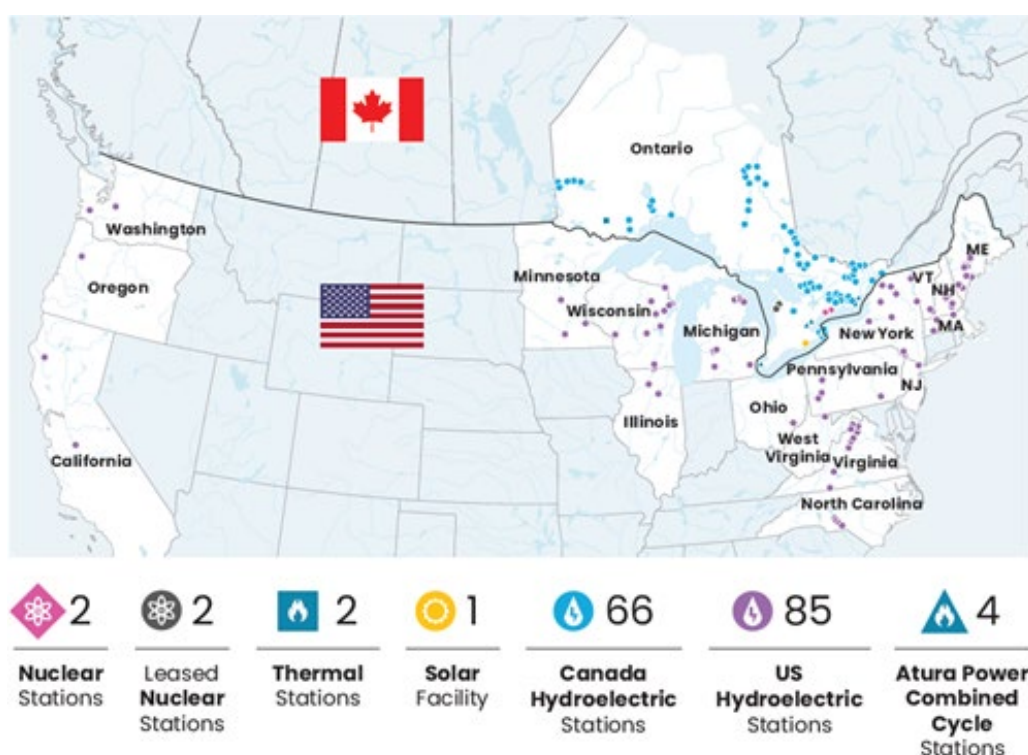 Ontario
Washington
Oregon
Minnesota
Wisconsin
Michigan
ME
VT
NH
New York
MA
Pennsylvania
NJ
Illinois
Ohio
West
Virginia
Virginia
California
North Carolina
2
2
2
1
66
85
4
Nuclear
Stations
Leased
Nuclear
Stations
Thermal
Stations
Solar
Facility
Canada
Hydroelectric
Stations
US
Hydroelectric
Stations
Atura Power
Combined
Cycle
Stations